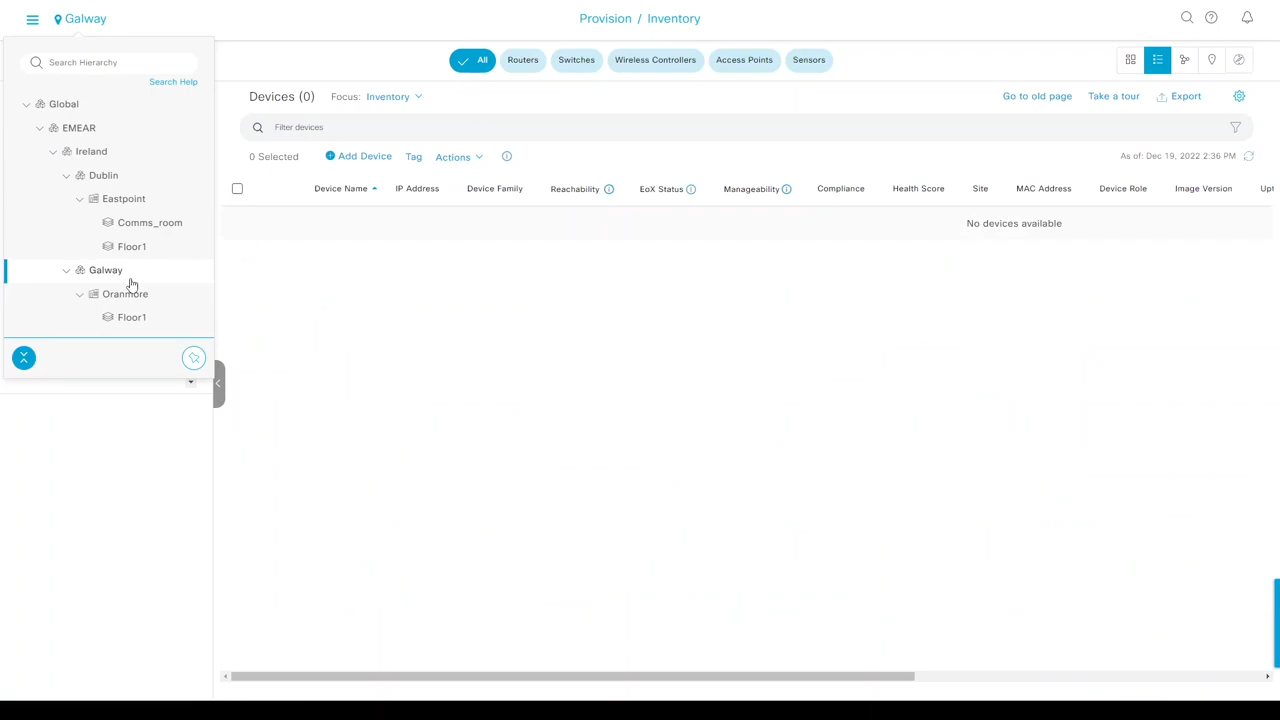 Galway
Provision / Inventory
Search Hierarchy
Search Help
Global
EMEAR
Ireland
Dublin
Eastpoint
Comms_room
Floor1
Galway
Oranmore
Floor1
All
Routers
Switches
Wireless Controllers
Access Points
Sensors
Devices (0)
Focus: Inventory
Go to old page
Take a tour
Export
Filter devices
0 Selected
Add Device
Tag
Actions
As of: Dec 19, 2022 2:36 PM
Device Name
IP Address
Device Family
Reachability
EoX Status
Manageability
Compliance
Health Score
Site
MAC Address
Device Role
Image Version
Upt
No devices available